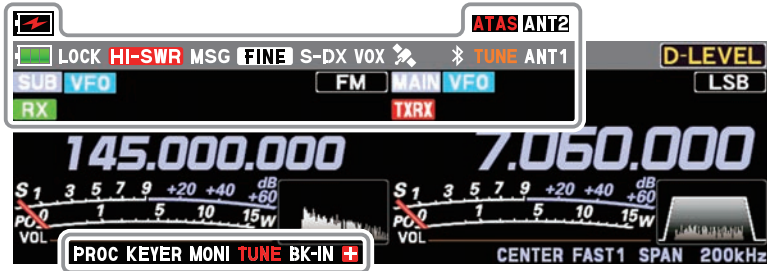 ATAS ANT2
LOCK HI-SWR MSG FINE S-DX VOX TUNE ANT1 D-LEVEL
SUB VFO FM MAIN VFO LSB
RX TXRX
145.000.000 7.060.000
S 1 3 5 7 9 +20 +40 +60 dB S 1 3 5 7 9 +20 +40 +60 dB
PO 0 1 5 10 15W PO 0 1 5 10 15W
VOL VOL
PROC KEYER MONI TUNE BK-IN + CENTER FAST1 SPAN 200kHz